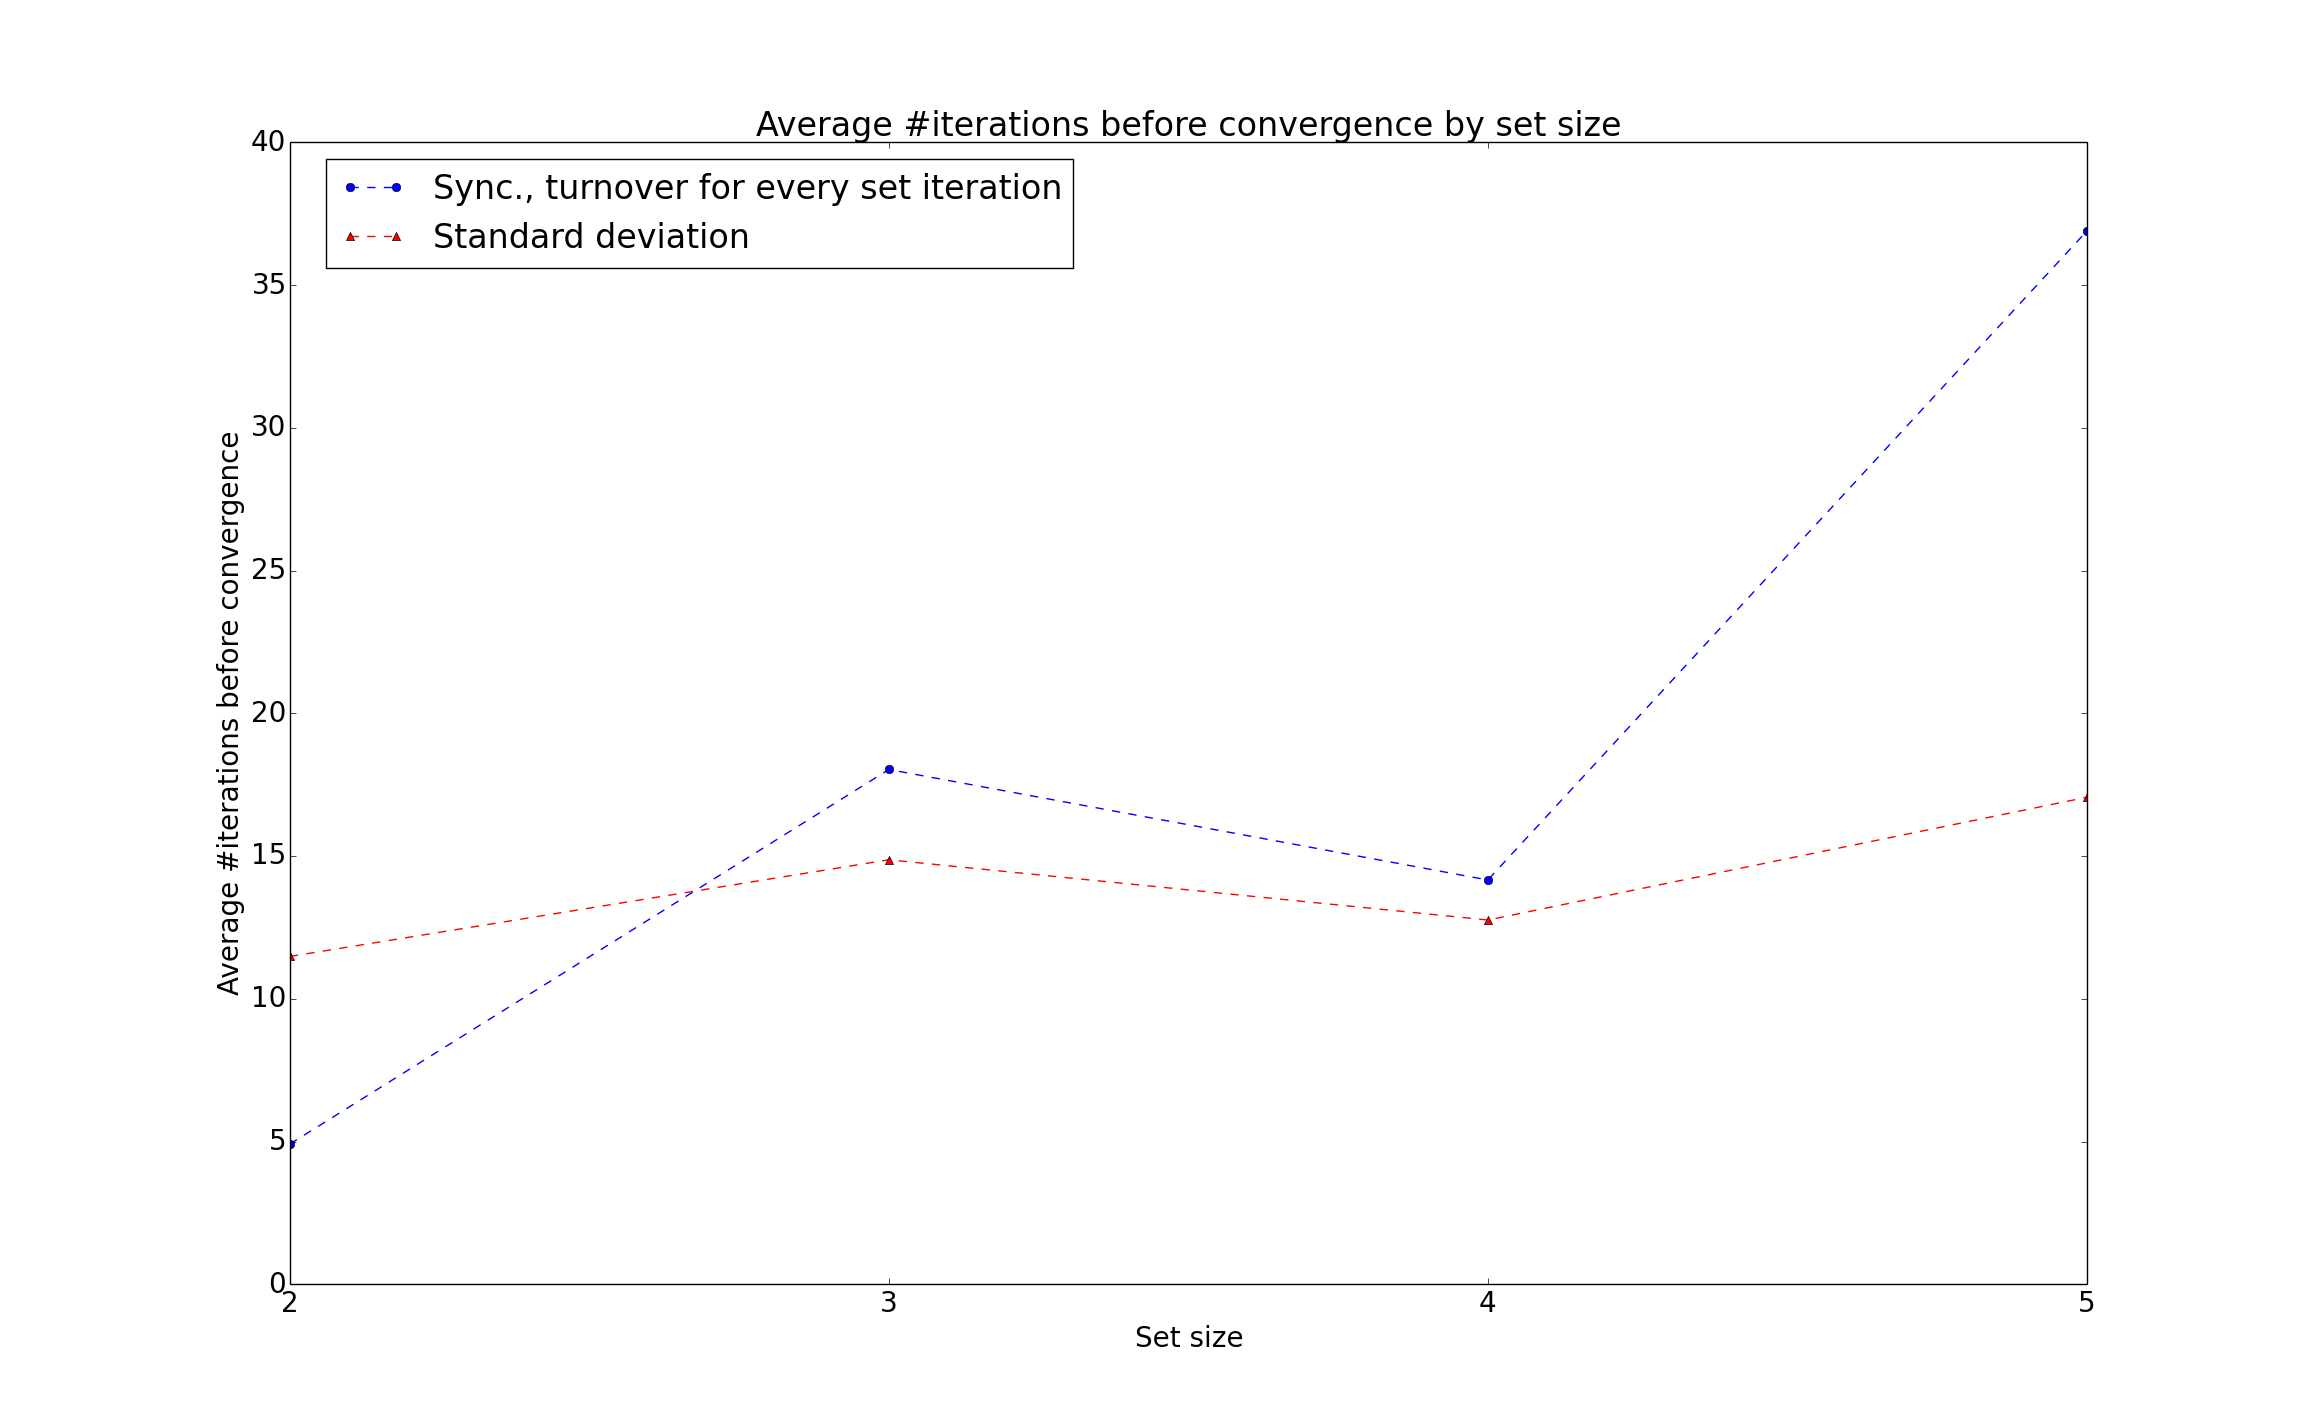 Average #iterations before convergence by set size
40
Sync., turnover for every set iteration
Standard deviation
35
30
25
20
15
10
5
0
Average #iterations before convergence
2 3 4 5
Set size